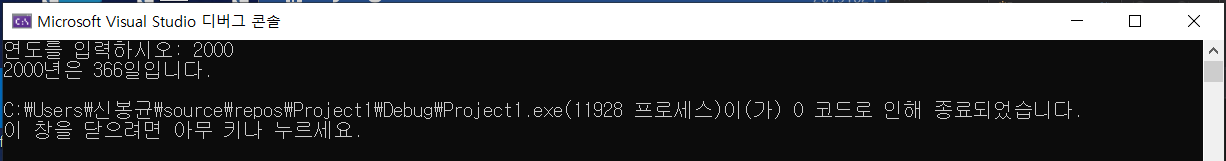 Microsoft Visual Studio 디버그 콘솔
연도를 입력하시오: 2000
2000년은 366일입니다.
C:₩Users₩신봉균₩source₩repos₩Project1₩Debug₩Project1.exe(11928 프로세스)이(가) 0 코드로 인해 종료되었습니다.
이 창을 닫으려면 아무 키나 누르세요.